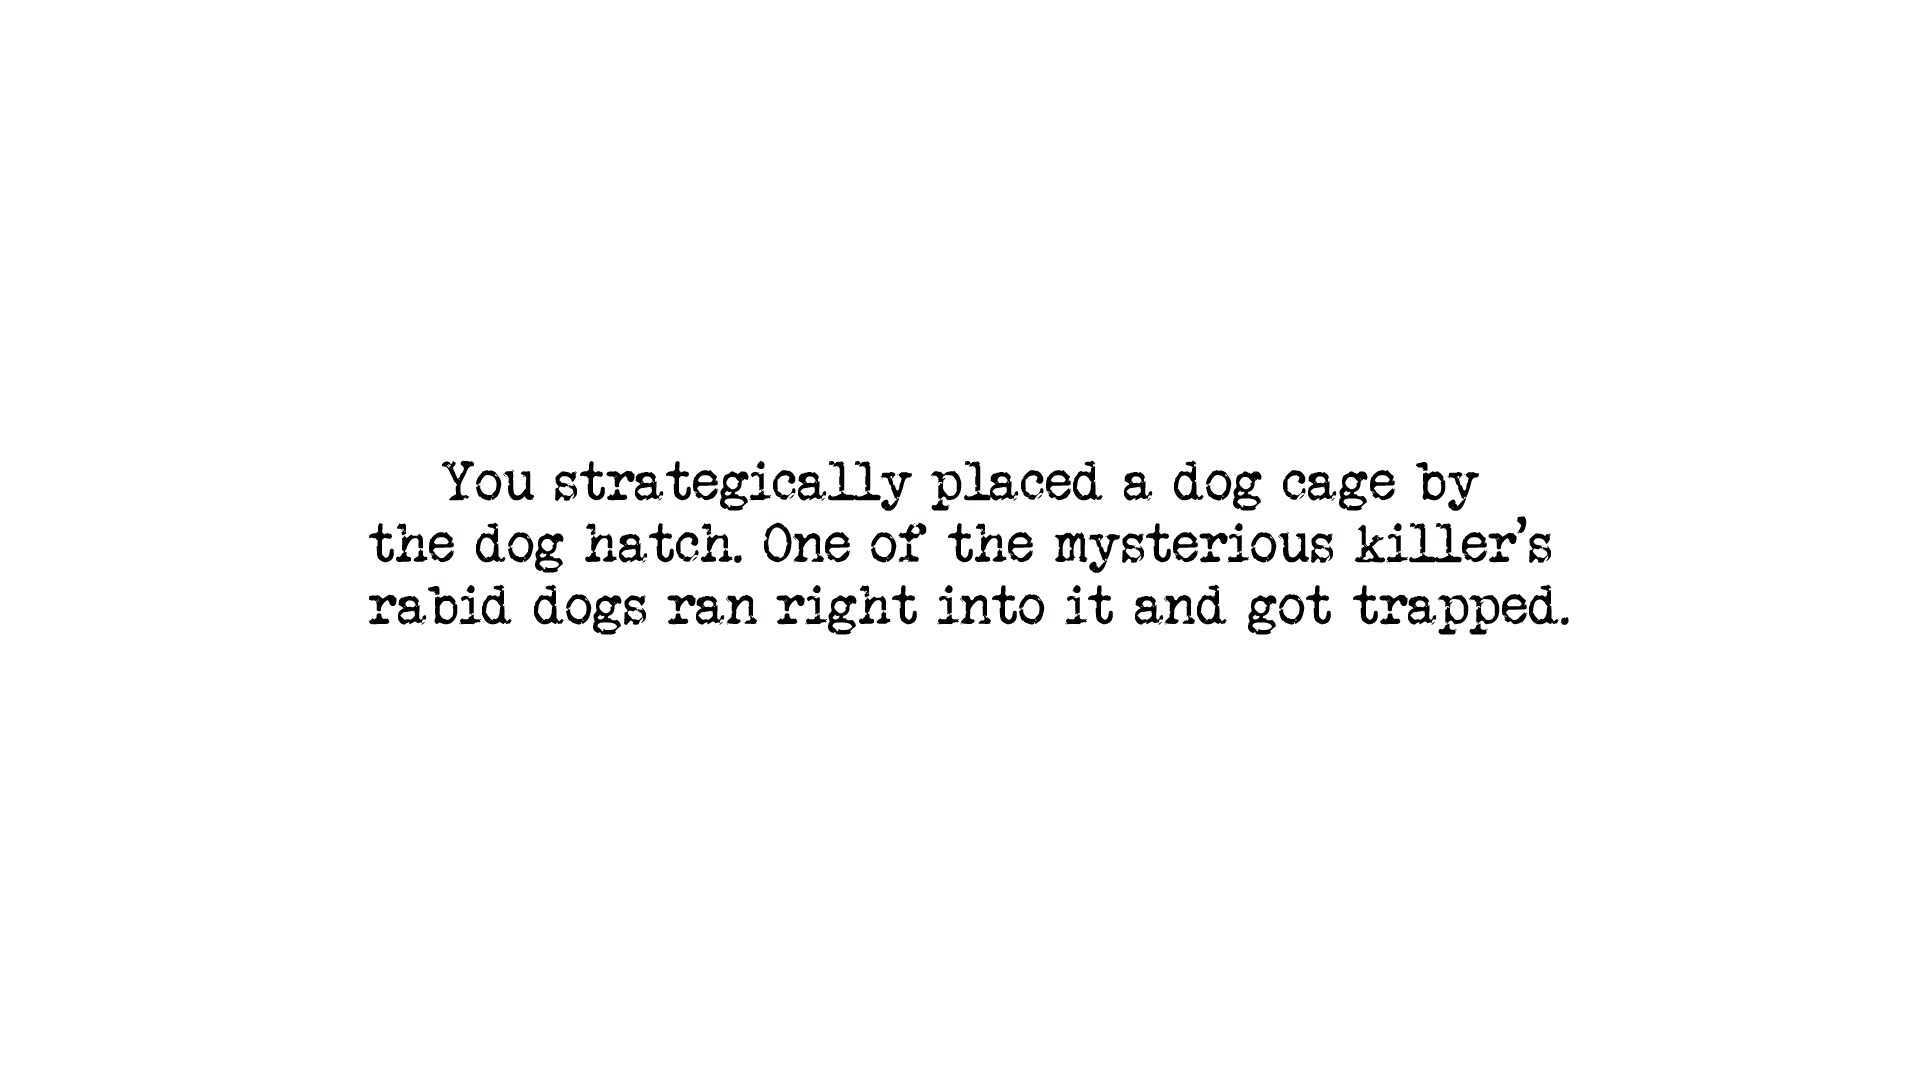 You strategically placed a dog cage by
the dog hatch. One of the mysterious killer’s
rabid dogs ran right into it and got trapped.